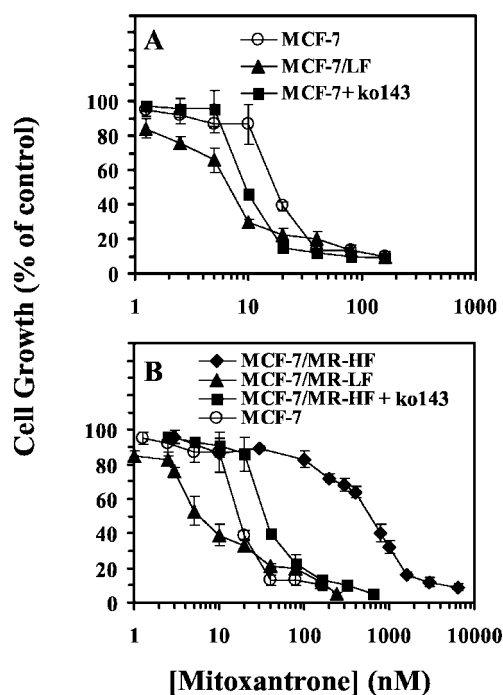 A
MCF-7
MCF-7/LF
MCF-7+ko143
100
80
60
40
20
0
1
10
100
1000
Cell Growth (% of control)
B
MCF-7/MR-HF
MCF-7/MR-LF
MCF-7/MR-HF + ko143
MCF-7
100
80
60
40
20
0
1
10
100
1000
10000
[Mitoxantrone] (nM)